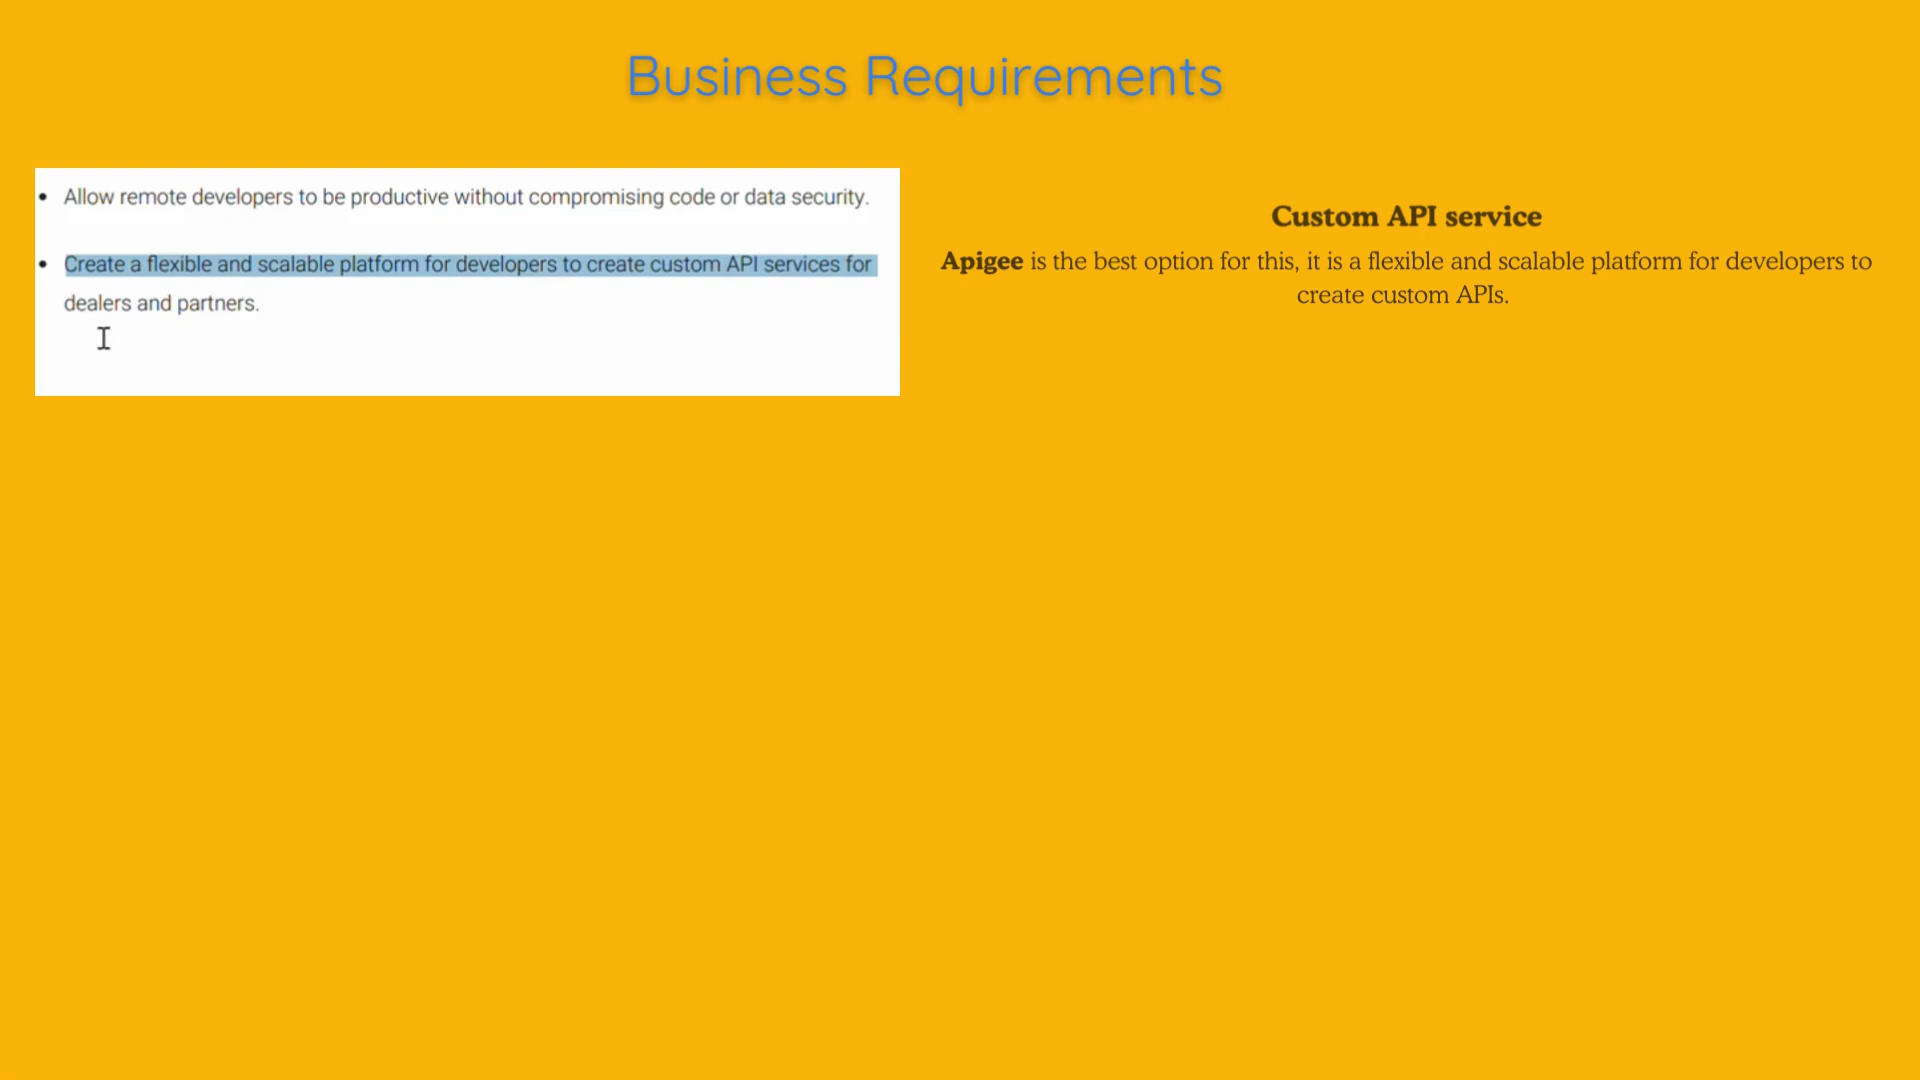 Business Requirements
• Allow remote developers to be productive without compromising code or data security.
• Create a flexible and scalable platform for developers to create custom API services for
dealers and partners.
Custom API service
Apigee is the best option for this, it is a flexible and scalable platform for developers to
create custom APIs.